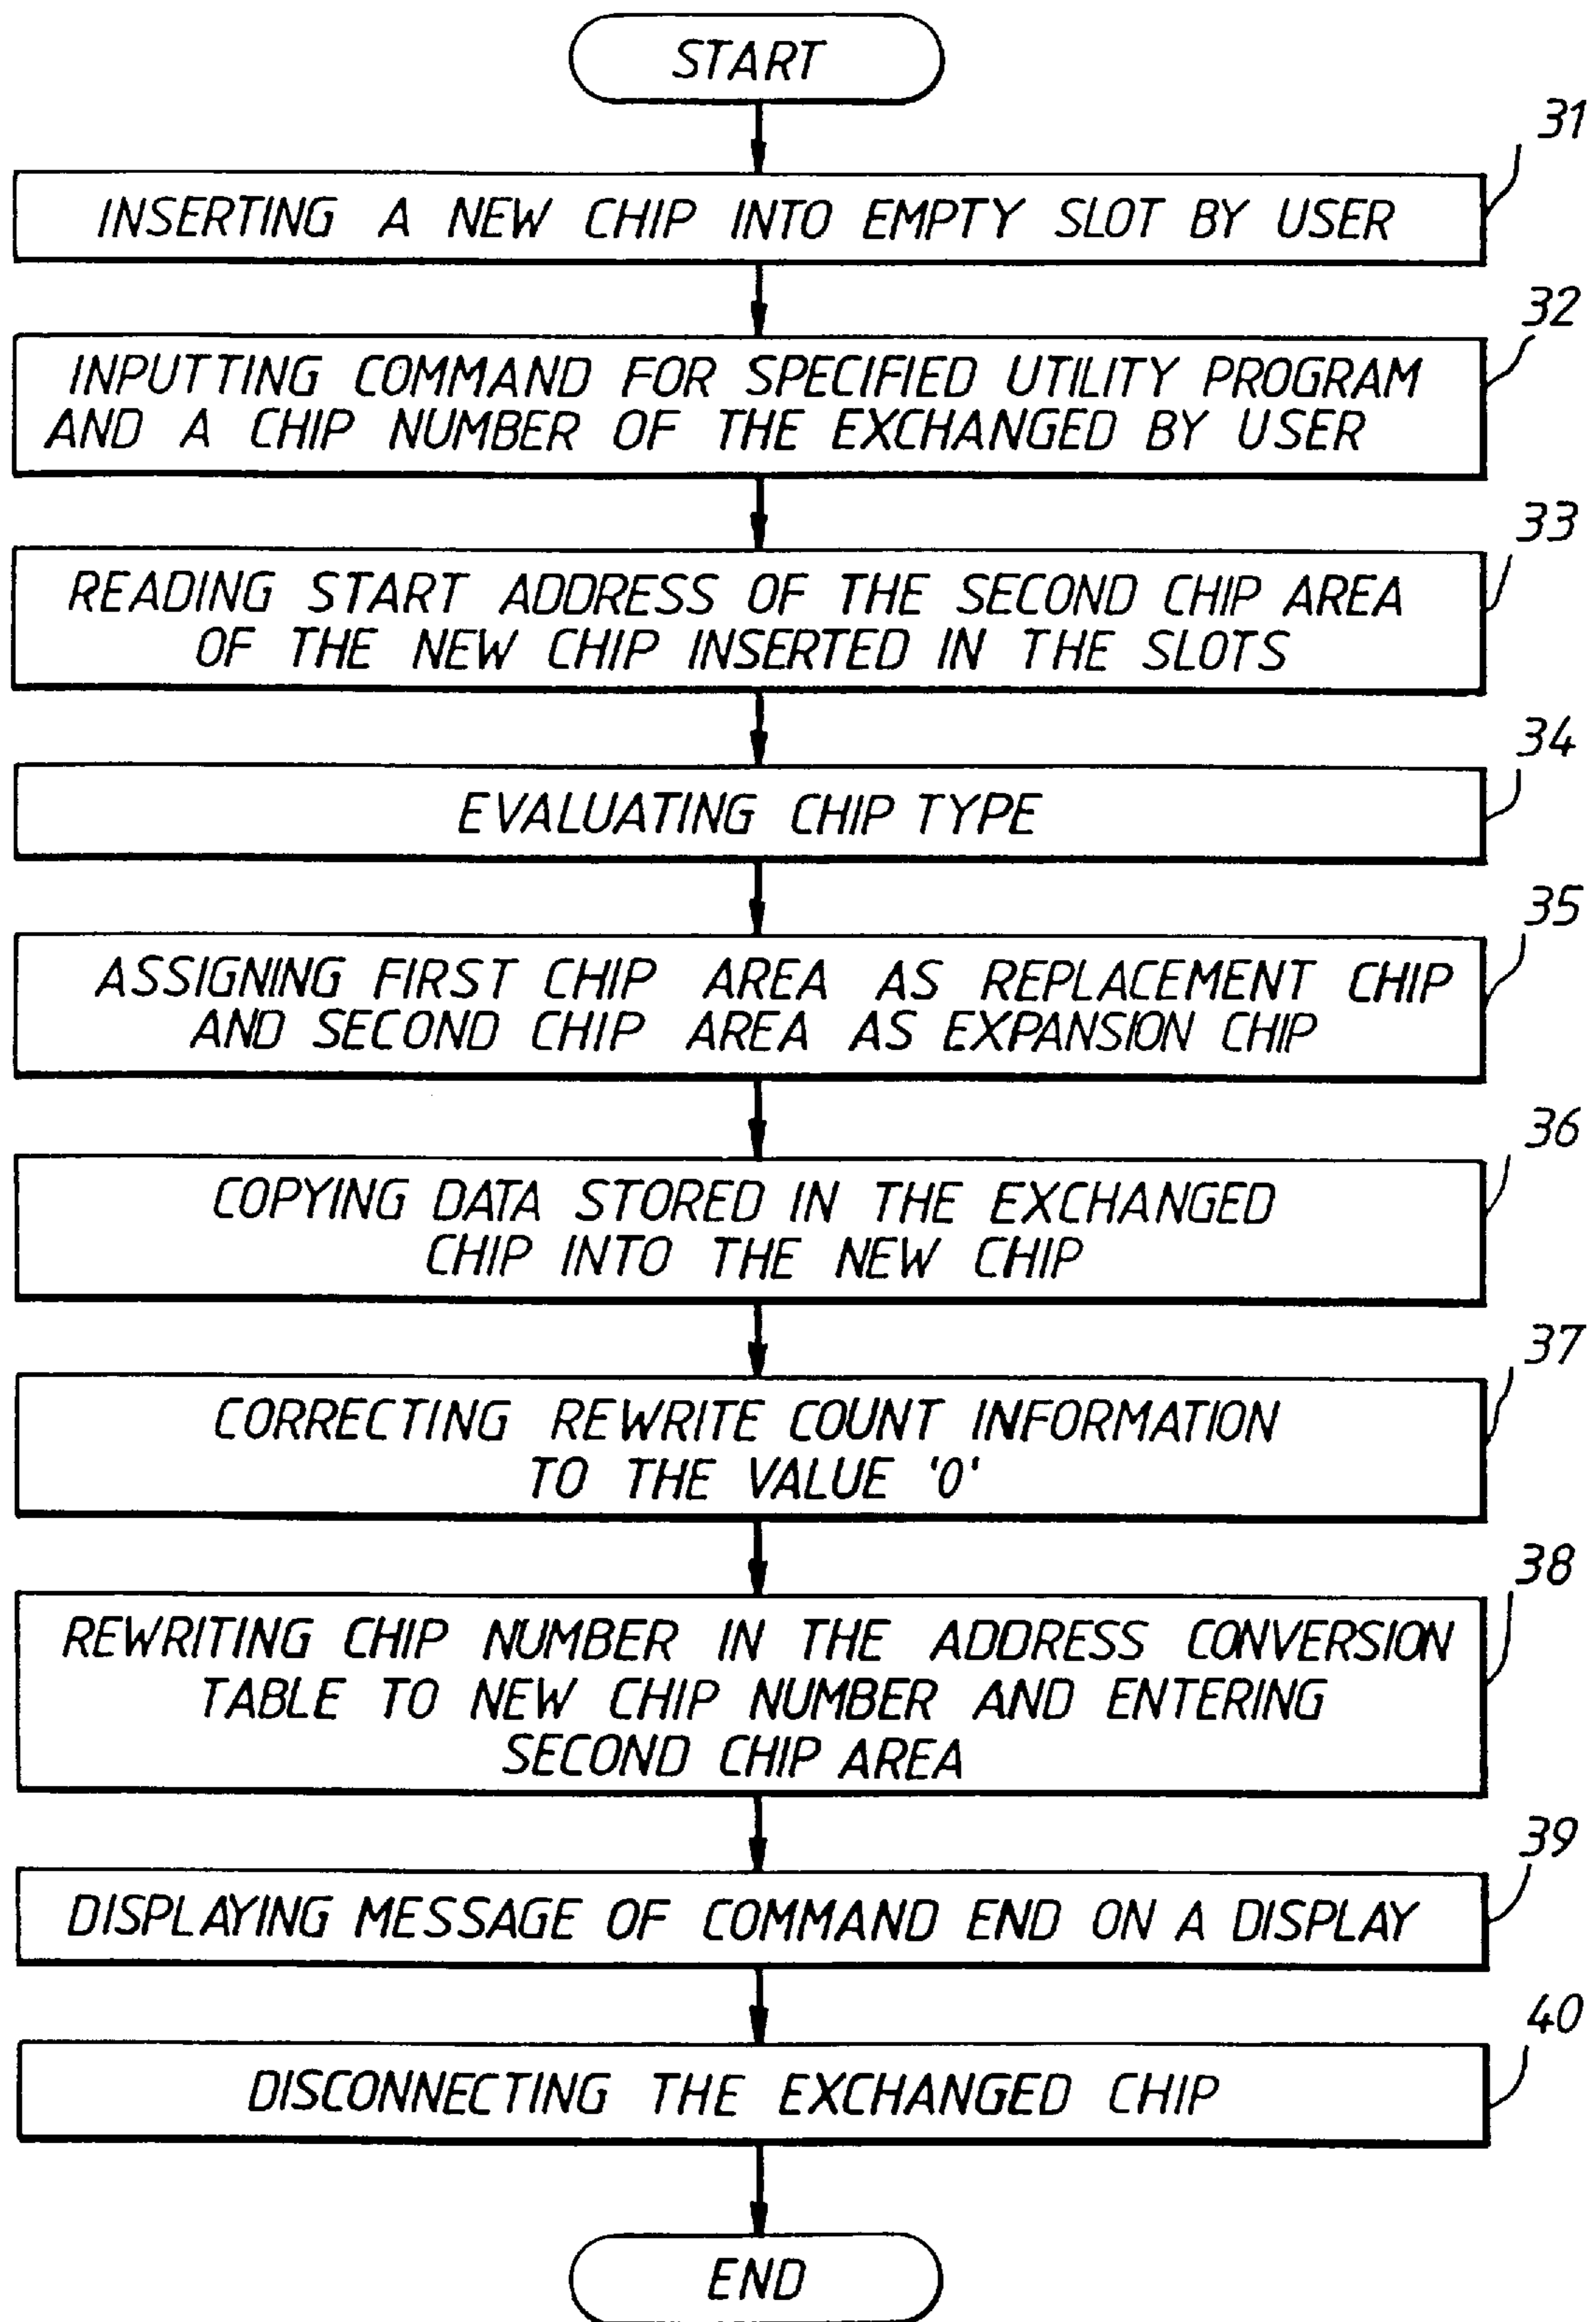 START
31
INSERTING A NEW CHIP INTO EMPTY SLOT BY USER
32
INPUTTING COMMAND FOR SPECIFIED UTILITY PROGRAM
AND A CHIP NUMBER OF THE EXCHANGED BY USER
33
READING START ADDRESS OF THE SECOND CHIP AREA
OF THE NEW CHIP INSERTED IN THE SLOTS
34
EVALUATING CHIP TYPE
35
ASSIGNING FIRST CHIP AREA AS REPLACEMENT CHIP
AND SECOND CHIP AREA AS EXPANSION CHIP
36
COPYING DATA STORED IN THE EXCHANGED
CHIP INTO THE NEW CHIP
37
CORRECTING REWRITE COUNT INFORMATION
TO THE VALUE '0'
38
REWRITING CHIP NUMBER IN THE ADDRESS CONVERSION
TABLE TO NEW CHIP NUMBER AND ENTERING
SECOND CHIP AREA
39
DISPLAYING MESSAGE OF COMMAND END ON A DISPLAY
40
DISCONNECTING THE EXCHANGED CHIP
END